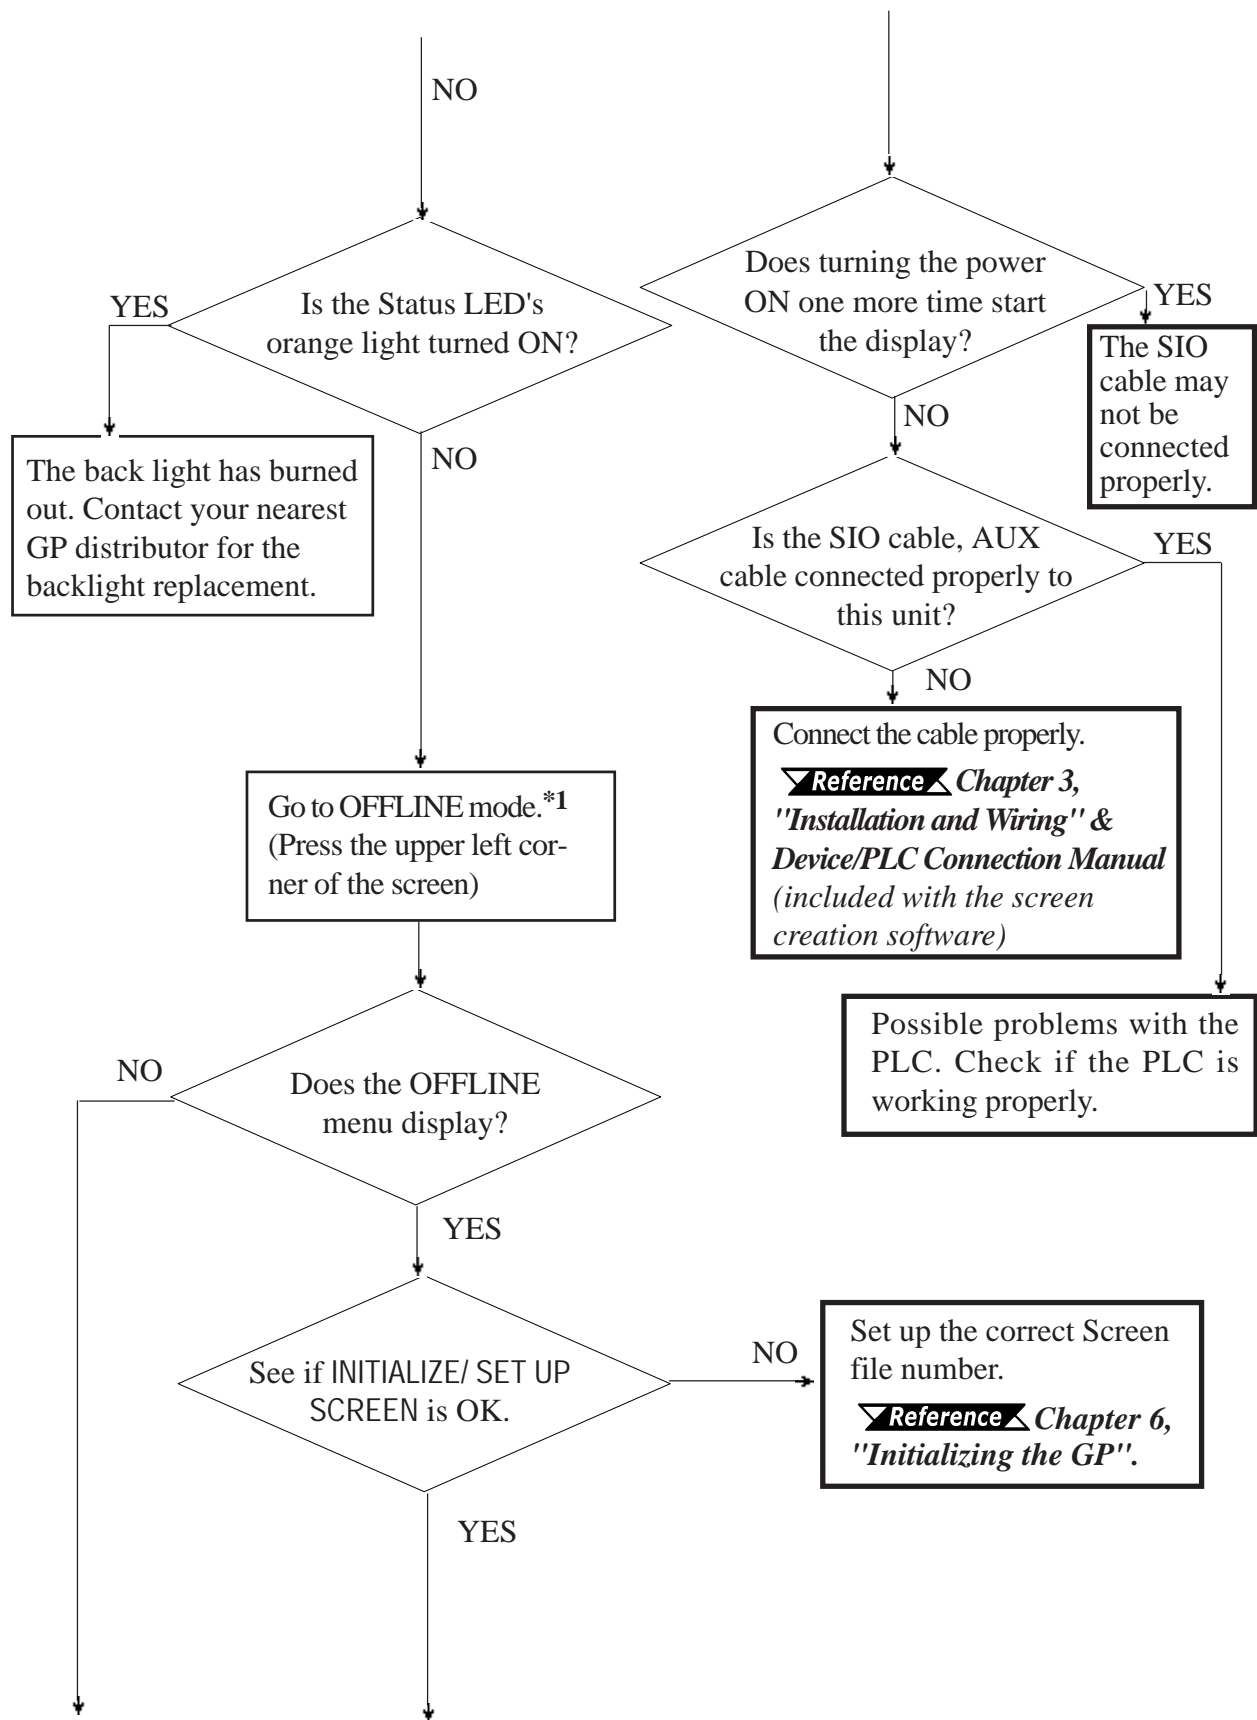 NO
Is the Status LED's
orange light turned ON?
YES
The back light has burned
out. Contact your nearest
GP distributor for the
backlight replacement.
NO
Go to OFFLINE mode.*1
(Press the upper left cor-
ner of the screen)
Does the OFFLINE
menu display?
NO
YES
See if INITIALIZE/ SET UP
SCREEN is OK.
NO
Set up the correct Screen
file number.
Reference Chapter 6,
"Initializing the GP".
YES
Does turning the power
ON one more time start
the display?
YES
The SIO
cable may
not be
connected
properly.
NO
Is the SIO cable, AUX
cable connected properly to
this unit?
YES
NO
Connect the cable properly.
Reference Chapter 3,
"Installation and Wiring" &
Device/PLC Connection Manual
(included with the screen
creation software)
Possible problems with the
PLC. Check if the PLC is
working properly.